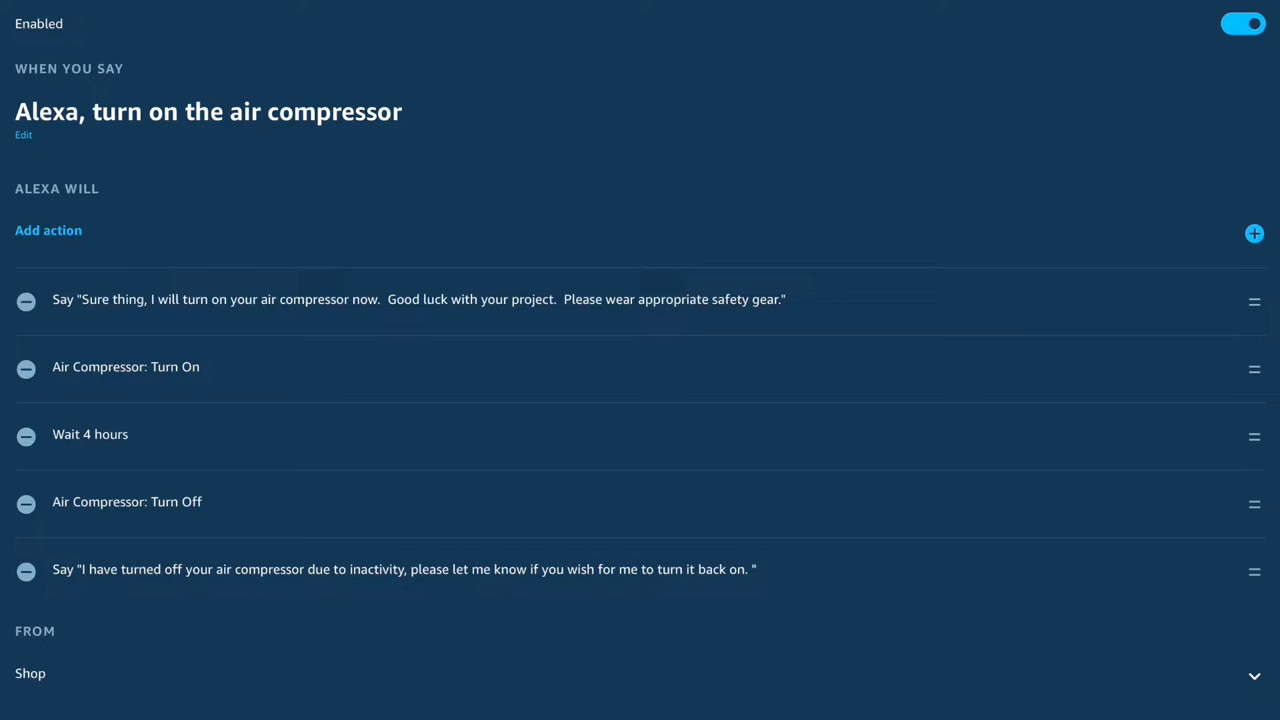 Enabled
WHEN YOU SAY
Alexa, turn on the air compressor
Edit
ALEXA WILL
Add action
Say "Sure thing, I will turn on your air compressor now.  Good luck with your project.  Please wear appropriate safety gear."
Air Compressor: Turn On
Wait 4 hours
Air Compressor: Turn Off
Say "I have turned off your air compressor due to inactivity, please let me know if you wish for me to turn it back on. "
FROM
Shop